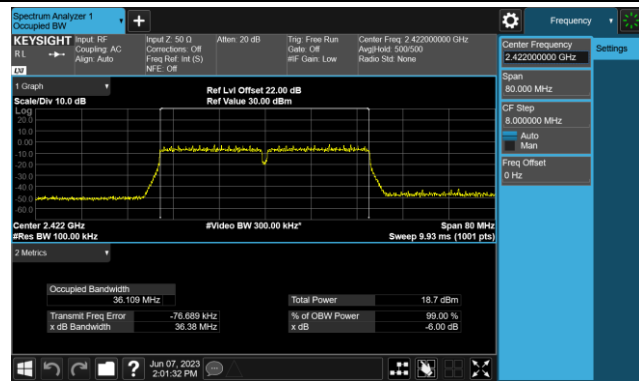 Spectrum Analyzer 1
Occupied BW
Frequency
KEYSIGHT
RL
LXI
Input: RF
Coupling: AC
Align: Auto
Input Z: 50 Ω
Corrections: Off
Freq Ref: Int (S)
NFE: Off
Atten: 20 dB
Trig: Free Run
Gate: Off
#IF Gain: Low
Center Freq: 2.422000000 GHz
Avg|Hold: 500/500
Radio Std: None
Center Frequency
2.422000000 GHz
Settings
Span
80.000 MHz
CF Step
8.000000 MHz
Auto
Man
Freq Offset
0 Hz
1 Graph
Scale/Div 10.0 dB
Ref Lvl Offset 22.00 dB
Ref Value 30.00 dBm
Log
20.0
10.0
0.00
-10.0
-20.0
-30.0
-40.0
-50.0
-60.0
Center 2.422 GHz
#Video BW 300.00 kHz*
Span 80 MHz
#Res BW 100.00 kHz
Sweep 9.93 ms (1001 pts)
2 Metrics
Occupied Bandwidth
36.109 MHz
Total Power 18.7 dBm
Transmit Freq Error -76.689 kHz
% of OBW Power 99.00 %
x dB Bandwidth 36.38 MHz
x dB -6.00 dB
?
Jun 07, 2023
2:01:32 PM